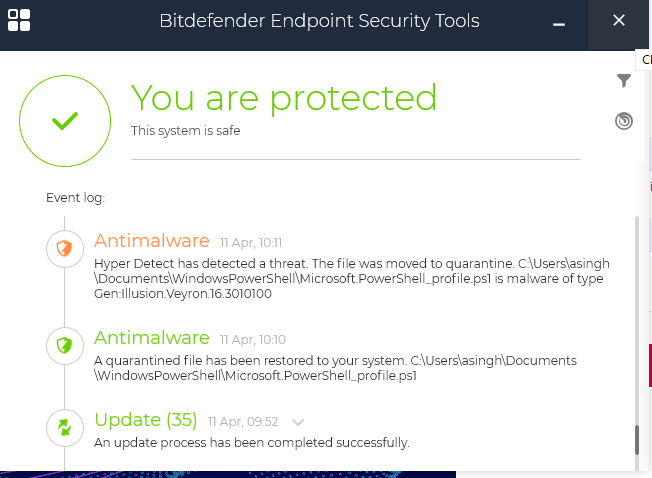 Bitdefender Endpoint Security Tools
You are protected
This system is safe
Event log:
Antimalware 11 Apr, 10:11
Hyper Detect has detected a threat. The file was moved to quarantine. C:\Users\asingh
\Documents\WindowsPowerShell\Microsoft.PowerShell_profile.ps1 is malware of type
Gen:Illusion.Veyron.16.3010100
Antimalware 11 Apr, 10:10
A quarantined file has been restored to your system. C:\Users\asingh\Documents
\WindowsPowerShell\Microsoft.PowerShell_profile.ps1
Update (35) 11 Apr, 09:52
An update process has been completed successfully.